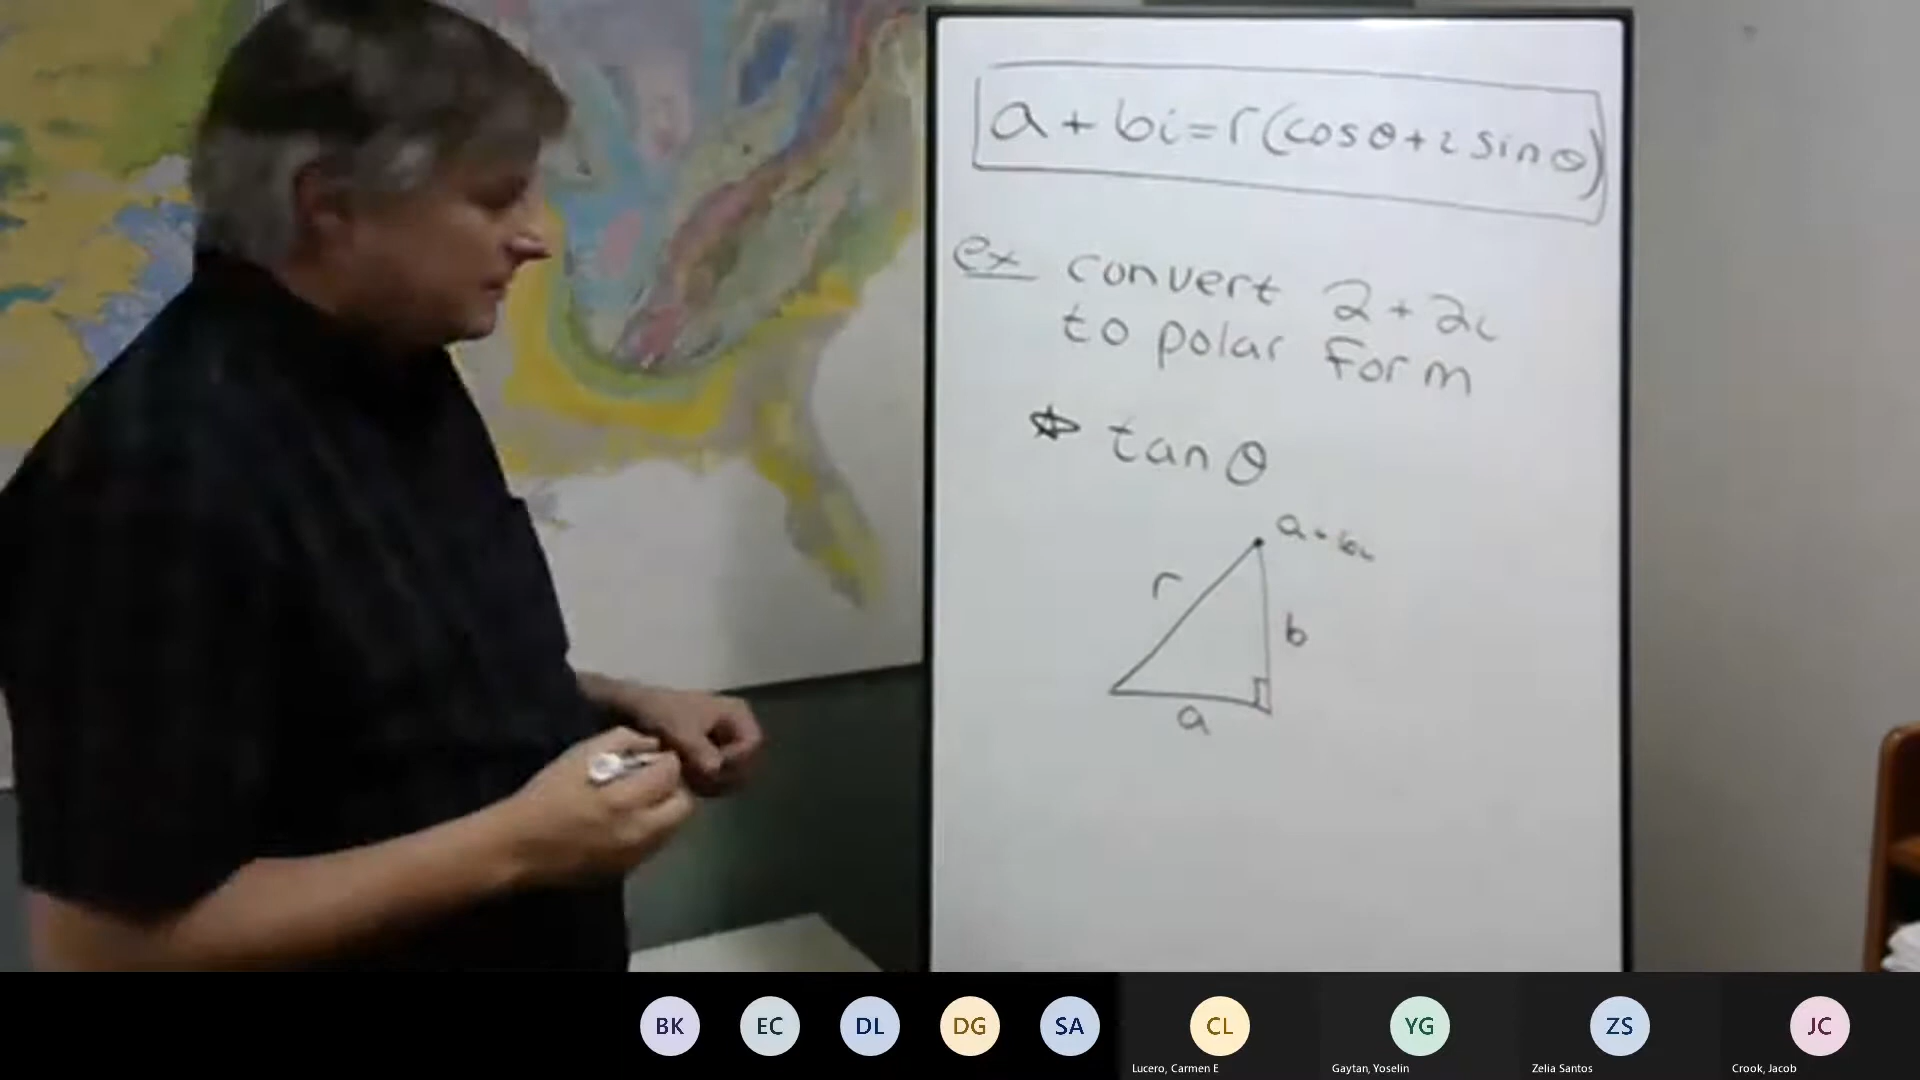 a + bi = r(cosθ + i sinθ)
ex convert 2 + 2i
to polar form
☆ tan θ
a + bi
r
b
a
BK EC DL DG SA CL YG ZS JC
Lucero, Carmen E Gaytan, Yoselin Zelia Santos Crook, Jacob